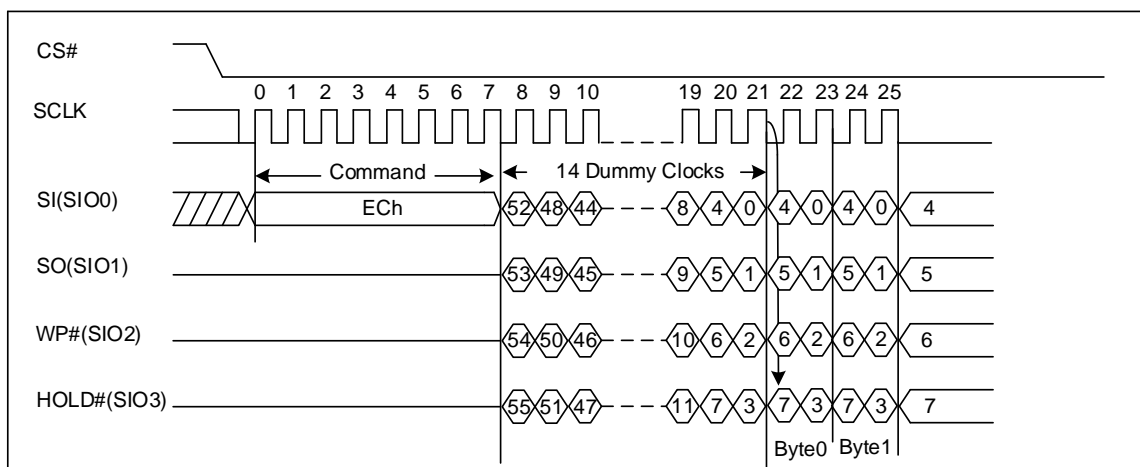 CS#
0 1 2 3 4 5 6 7 8 9 10 19 20 21 22 23 24 25
SCLK
Command 14 Dummy Clocks
SI(SIO0) ECh 52 48 44 8 4 0 4 0 4 0 4
SO(SIO1) 53 49 45 9 5 1 5 1 5 1 5
WP#(SIO2) 54 50 46 10 6 2 6 2 6 2 6
HOLD#(SIO3) 55 51 47 11 7 3 7 3 7 3 7
Byte0 Byte1